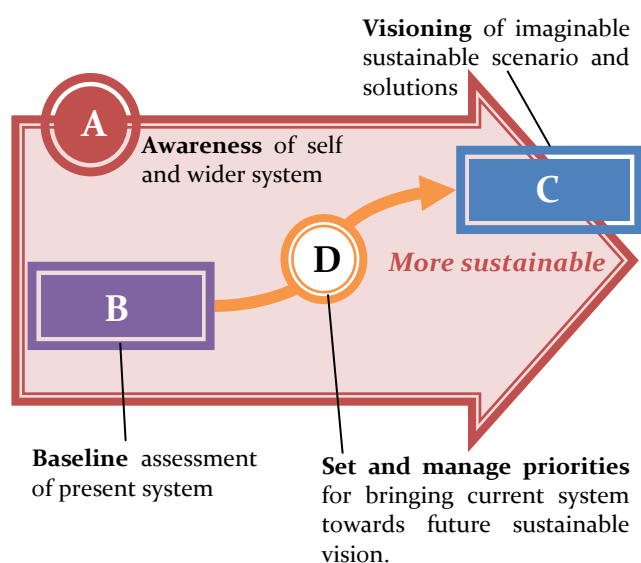 Visioning of imaginable
sustainable scenario and
solutions
A
Awareness of self
and wider system
C
D
More sustainable
B
Baseline assessment
of present system
Set and manage priorities
for bringing current system
towards future sustainable
vision.